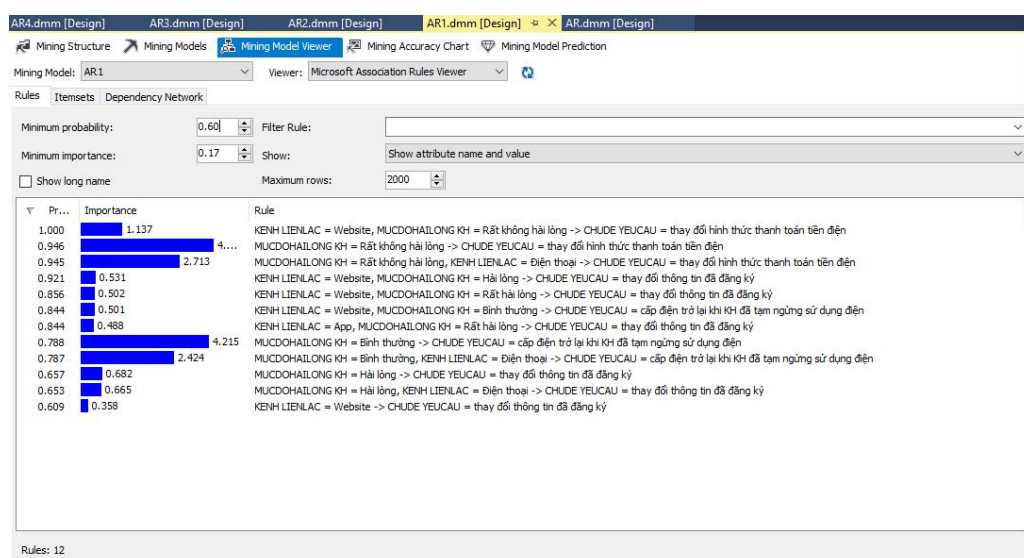 AR4.dmm [Design] AR3.dmm [Design] AR2.dmm [Design] AR1.dmm [Design] AR.dmm [Design]
Mining Structure Mining Models Mining Model Viewer Mining Accuracy Chart Mining Model Prediction
Mining Model: AR1 Viewer: Microsoft Association Rules Viewer
Rules Itemsets Dependency Network
Minimum probability: 0.60 Filter Rule:
Minimum importance: 0.17 Show: Show attribute name and value
Show long name Maximum rows: 2000
Pr... Importance Rule
1.000 1.137 KENH LIENLAC = Website, MUCDOHAILONG KH = Rất không hài lòng -> CHUDE YEUCAU = thay đổi hình thức thanh toán tiền điện
0.946 4.... MUCDOHAILONG KH = Rất không hài lòng -> CHUDE YEUCAU = thay đổi hình thức thanh toán tiền điện
0.945 2.713 MUCDOHAILONG KH = Rất không hài lòng, KENH LIENLAC = Điện thoại -> CHUDE YEUCAU = thay đổi hình thức thanh toán tiền điện
0.921 0.531 KENH LIENLAC = Website, MUCDOHAILONG KH = Hài lòng -> CHUDE YEUCAU = thay đổi thông tin đã đăng ký
0.856 0.502 KENH LIENLAC = Website, MUCDOHAILONG KH = Rất hài lòng -> CHUDE YEUCAU = thay đổi thông tin đã đăng ký
0.844 0.501 KENH LIENLAC = Website, MUCDOHAILONG KH = Bình thường -> CHUDE YEUCAU = cấp điện trở lại khi KH đã tạm ngừng sử dụng điện
0.844 0.488 KENH LIENLAC = App, MUCDOHAILONG KH = Rất hài lòng -> CHUDE YEUCAU = thay đổi thông tin đã đăng ký
0.788 4.215 MUCDOHAILONG KH = Bình thường -> CHUDE YEUCAU = cấp điện trở lại khi KH đã tạm ngừng sử dụng điện
0.787 2.424 MUCDOHAILONG KH = Bình thường, KENH LIENLAC = Điện thoại -> CHUDE YEUCAU = cấp điện trở lại khi KH đã tạm ngừng sử dụng điện
0.657 0.682 MUCDOHAILONG KH = Hài lòng -> CHUDE YEUCAU = thay đổi thông tin đã đăng ký
0.653 0.665 MUCDOHAILONG KH = Hài lòng, KENH LIENLAC = Điện thoại -> CHUDE YEUCAU = thay đổi thông tin đã đăng ký
0.609 0.358 KENH LIENLAC = Website -> CHUDE YEUCAU = thay đổi thông tin đã đăng ký
Rules: 12